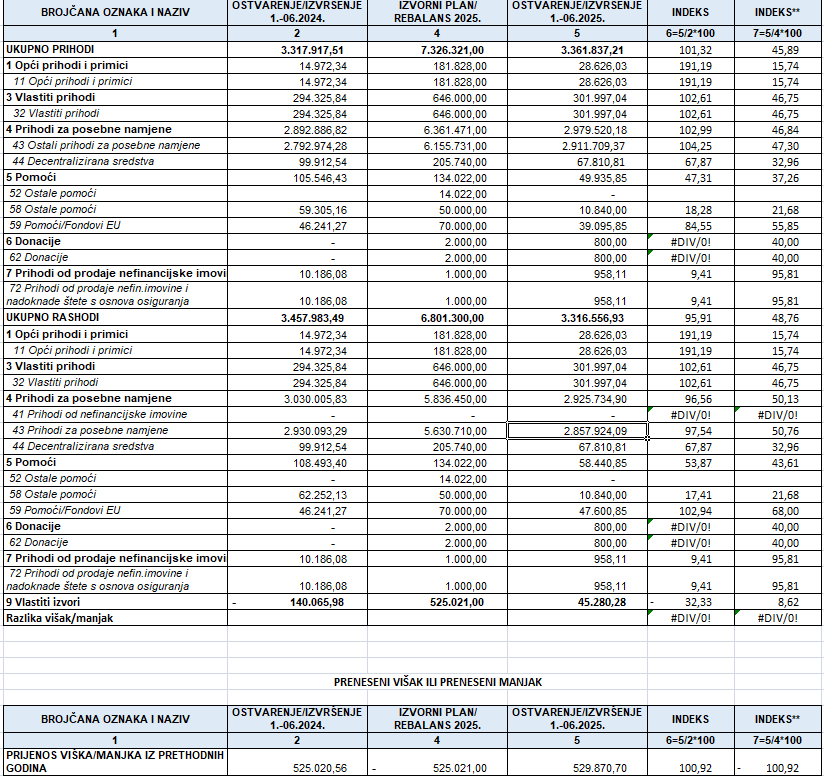 BROJČANA OZNAKA I NAZIV OSTVARENJE/IZVRŠENJE 1.-06.2024. IZVORNI PLAN/ REBALANS 2025. OSTVARENJE/IZVRŠENJE 1.-06.2025. INDEKS INDEKS**
1 2 4 5 6=5/2*100 7=5/4*100
UKUPNO PRIHODI 3.317.917,51 7.326.321,00 3.361.837,21 101,32 45,89
1 Opći prihodi i primici 14.972,34 181.828,00 28.626,03 191,19 15,74
11 Opći prihodi i primici 14.972,34 181.828,00 28.626,03 191,19 15,74
3 Vlastiti prihodi 294.325,84 646.000,00 301.997,04 102,61 46,75
32 Vlastiti prihodi 294.325,84 646.000,00 301.997,04 102,61 46,75
4 Prihodi za posebne namjene 2.892.886,82 6.361.471,00 2.979.520,18 102,99 46,84
43 Ostali prihodi za posebne namjene 2.792.974,28 6.155.731,00 2.911.709,37 104,25 47,30
44 Decentralizirana sredstva 99.912,54 205.740,00 67.810,81 67,87 32,96
5 Pomoći 105.546,43 134.022,00 49.935,85 47,31 37,26
52 Ostale pomoći 14.022,00 -
58 Ostale pomoći 59.305,16 50.000,00 10.840,00 18,28 21,68
59 Pomoći/Fondovi EU 46.241,27 70.000,00 39.095,85 84,55 55,85
6 Donacije - 2.000,00 800,00 #DIV/0! 40,00
62 Donacije - 2.000,00 800,00 #DIV/0! 40,00
7 Prihodi od prodaje nefinancijske imovi 10.186,08 1.000,00 958,11 9,41 95,81
72 Prihodi od prodaje nefin.imovine i
nadoknade štete s osnova osiguranja 10.186,08 1.000,00 958,11 9,41 95,81
UKUPNO RASHODI 3.457.983,49 6.801.300,00 3.316.556,93 95,91 48,76
1 Opći prihodi i primici 14.972,34 181.828,00 28.626,03 191,19 15,74
11 Opći prihodi i primici 14.972,34 181.828,00 28.626,03 191,19 15,74
3 Vlastiti prihodi 294.325,84 646.000,00 301.997,04 102,61 46,75
32 Vlastiti prihodi 294.325,84 646.000,00 301.997,04 102,61 46,75
4 Prihodi za posebne namjene 3.030.005,83 5.836.450,00 2.925.734,90 96,56 50,13
41 Prihodi od nefinancijske imovine - - - #DIV/0! #DIV/0!
43 Prihodi za posebne namjene 2.930.093,29 5.630.710,00 2.857.924,09 97,54 50,76
44 Decentralizirana sredstva 99.912,54 205.740,00 67.810,81 67,87 32,96
5 Pomoći 108.493,40 134.022,00 58.440,85 53,87 43,61
52 Ostale pomoći - 14.022,00 -
58 Ostale pomoći 62.252,13 50.000,00 10.840,00 17,41 21,68
59 Pomoći/Fondovi EU 46.241,27 70.000,00 47.600,85 102,94 68,00
6 Donacije - 2.000,00 800,00 #DIV/0! 40,00
62 Donacije - 2.000,00 800,00 #DIV/0! 40,00
7 Prihodi od prodaje nefinancijske imovi 10.186,08 1.000,00 958,11 9,41 95,81
72 Prihodi od prodaje nefin.imovine i
nadoknade štete s osnova osiguranja 10.186,08 1.000,00 958,11 9,41 95,81
9 Vlastiti izvori - 140.065,98 525.021,00 45.280,28 - 32,33 8,62
Razlika višak/manjak #DIV/0! #DIV/0!
PRENESENI VIŠAK ILI PRENESENI MANJAK
BROJČANA OZNAKA I NAZIV OSTVARENJE/IZVRŠENJE 1.-06.2024. IZVORNI PLAN/ REBALANS 2025. OSTVARENJE/IZVRŠENJE 1.-06.2025. INDEKS INDEKS**
1 2 4 5 6=5/2*100 7=5/4*100
PRIJENOS VIŠKA/MANJKA IZ PRETHODNIH
GODINA 525.020,56 - 525.021,00 529.870,70 100,92 - 100,92